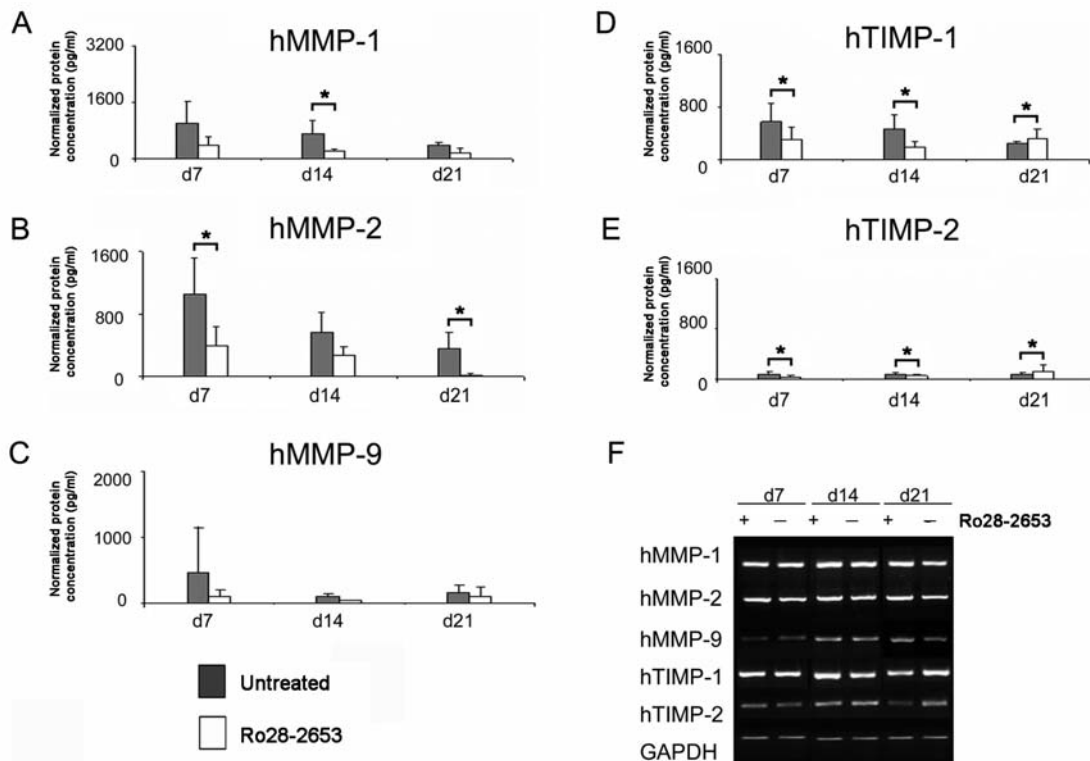 A
hMMP-1
Normalized protein
concentration (pg/ml)
3200
1600
0
*
d7 d14 d21
B
hMMP-2
Normalized protein
concentration (pg/ml)
1600
800
0
* *
d7 d14 d21
C
hMMP-9
Normalized protein
concentration (pg/ml)
2000
1000
0
d7 d14 d21
Untreated
Ro28-2653
D
hTIMP-1
Normalized protein
concentration (pg/ml)
1600
800
0
* * *
d7 d14 d21
E
hTIMP-2
Normalized protein
concentration (pg/ml)
1600
800
0
* * *
d7 d14 d21
F
d7 d14 d21
+ – + – + – Ro28-2653
hMMP-1
hMMP-2
hMMP-9
hTIMP-1
hTIMP-2
GAPDH